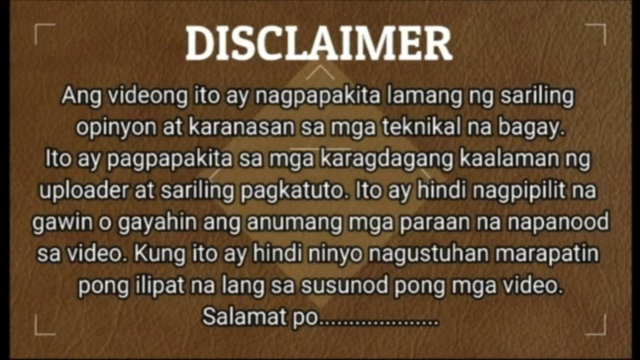 DISCLAIMER
Ang videong ito ay nagpapakita lamang ng sariling
opinyon at karanasan sa mga teknikal na bagay.
Ito ay pagpapakita sa mga karagdagang kaalaman ng
uploader at sariling pagkatuto. Ito ay hindi nagpipilit na
gawin o gayahin ang anumang mga paraan na napanood
sa video. Kung ito ay hindi ninyo nagustuhan marapatin
pong ilipat na lang sa susunod pong mga video.
Salamat po....................